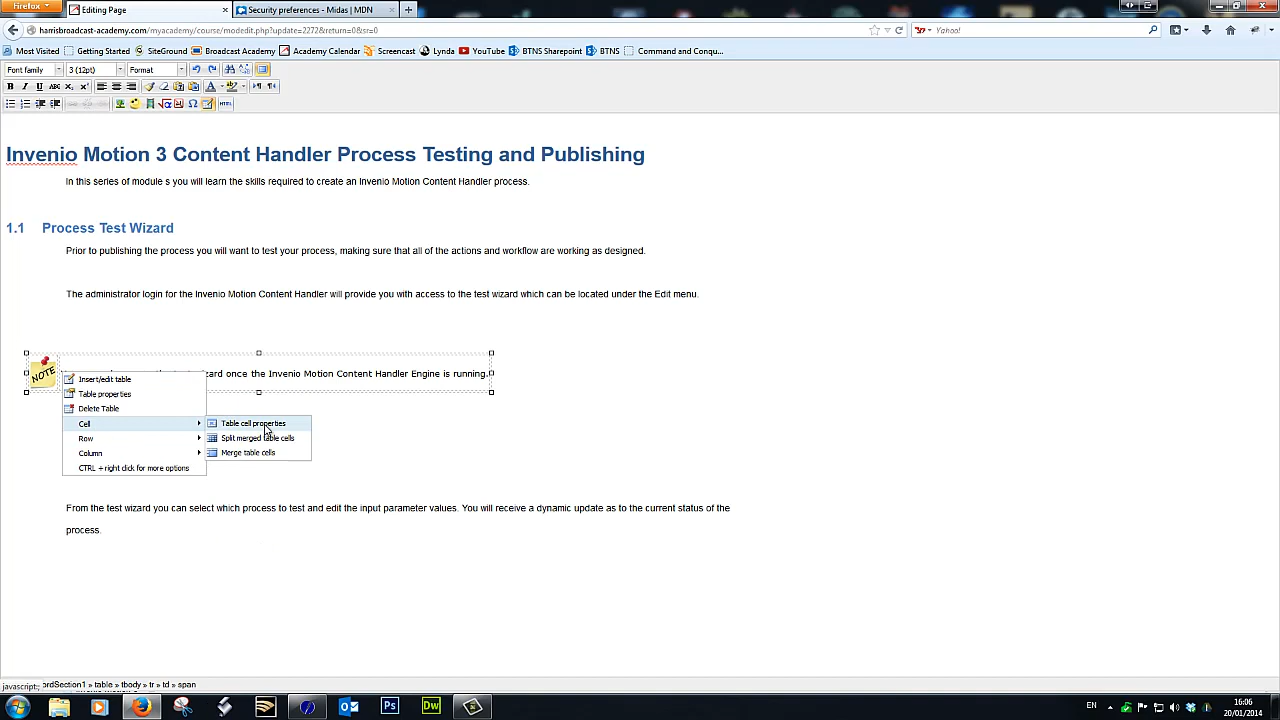 Firefox
Editing Page
Security preferences - Midas | MDN
harrisbroadcast-academy.com/myacademy/course/modedit.php?update=2272&return=0&sr=0
Yahoo!
Most Visited
Getting Started
SiteGround
Broadcast Academy
Academy Calendar
Screencast
Lynda
YouTube
BTNS Sharepoint
BTNS
Command and Conqu...
Font family
3 (12pt)
Format
B I U ABC X₂ X²
HTML
Invenio Motion 3 Content Handler Process Testing and Publishing
In this series of module s you will learn the skills required to create an Invenio Motion Content Handler process.
1.1 Process Test Wizard
Prior to publishing the process you will want to test your process, making sure that all of the actions and workflow are working as designed.
The administrator login for the Invenio Motion Content Handler will provide you with access to the test wizard which can be located under the Edit menu.
NOTE
once the Invenio Motion Content Handler Engine is running.
Insert/edit table
Table properties
Delete Table
Cell
Row
Column
CTRL + right click for more options
Table cell properties
Split merged table cells
Merge table cells
From the test wizard you can select which process to test and edit the input parameter values. You will receive a dynamic update as to the current status of the
process.
javascript:;
ordSection1 » table » tbody » tr » td » span
Ps
Dw
EN
16:06
20/01/2014